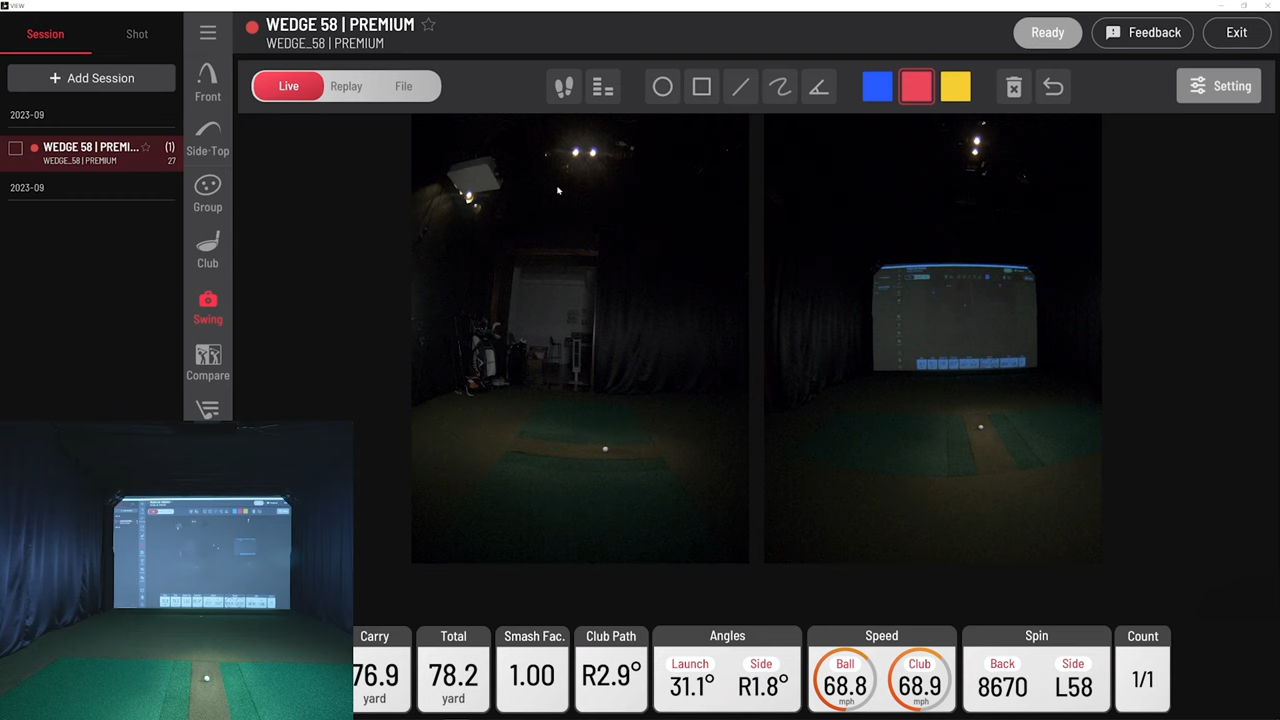 VIEW
Session Shot
+ Add Session
2023-09
WEDGE 58 | PREMI... (1)
WEDGE_58 | PREMIUM 27
2023-09
Front
Side-Top
Group
Club
Swing
Compare
WEDGE 58 | PREMIUM
WEDGE_58 | PREMIUM
Ready Feedback Exit
Live Replay File
Setting
Carry Total Smash Fac. Club Path Angles Speed Spin Count
Launch Side Ball Club Back Side
76.9 78.2 1.00 R2.9° 31.1° R1.8° 68.8 68.9 8670 L58 1/1
yard yard mph mph